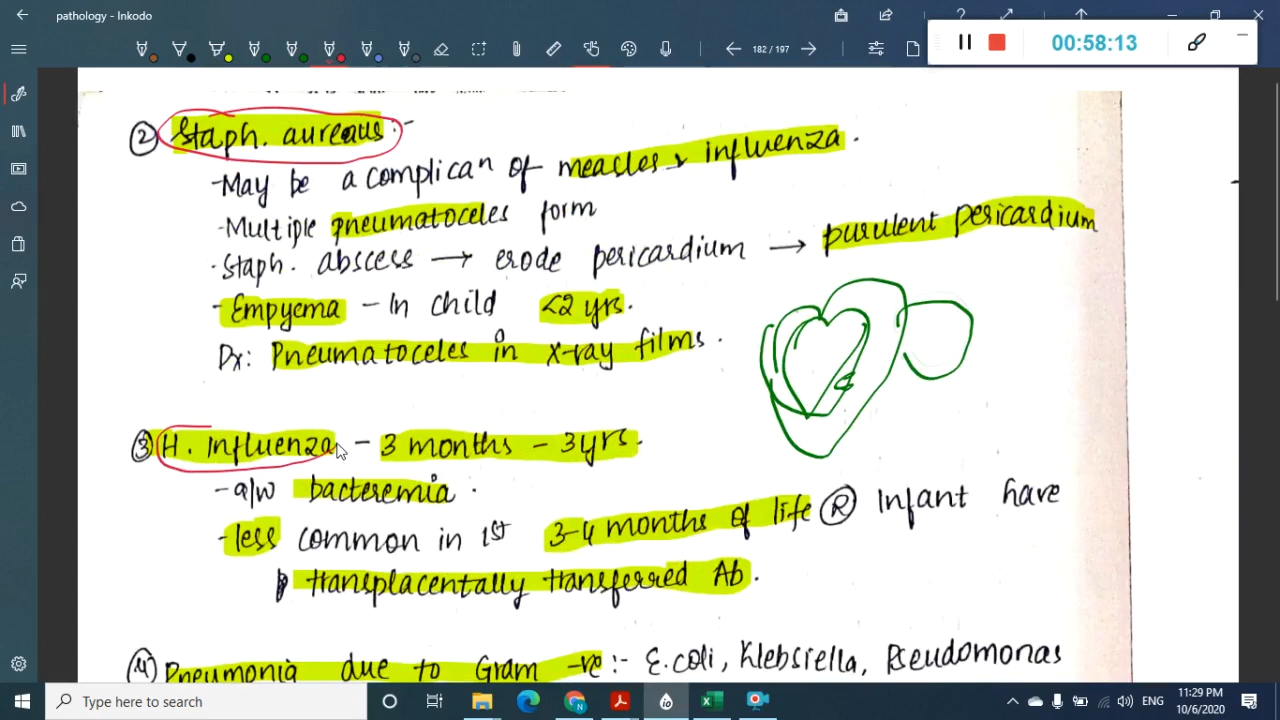 pathology - Inkodo
182 / 197
00:58:13
② Staph. aureaus :-
-May be a complicaⁿ of measles & influenza.
-Multiple pneumatoceles form
-Staph. abscess → erode pericardium → purulent pericardium
- Empyema - In child <2 yrs.
Dx: Pneumatoceles in x-ray films.
③ H. Influenza - 3 months - 3yrs.
- a/w bacteremia.
- less common in 1st 3-4 months of life Ⓡ Infant have
transplacentally transferred Ab.
④ Pneumonia due to Gram -ve :- E.coli, Klebsiella, Pseudomonas
Type here to search
ENG
11:29 PM
10/6/2020